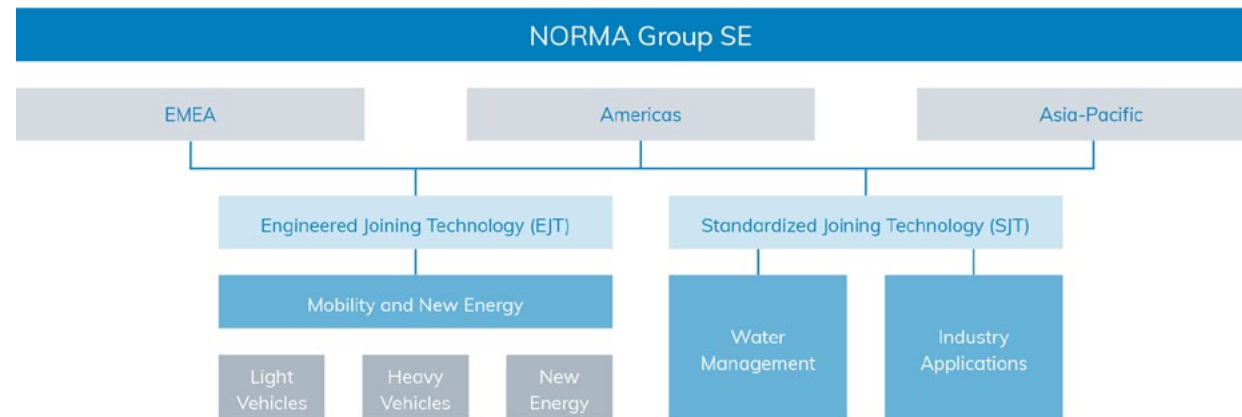 NORMA Group SE
EMEA
Americas
Asia-Pacific
Engineered Joining Technology (EJT)
Standardized Joining Technology (SJT)
Mobility and New Energy
Water
Management
Industry
Applications
Light
Vehicles
Heavy
Vehicles
New
Energy